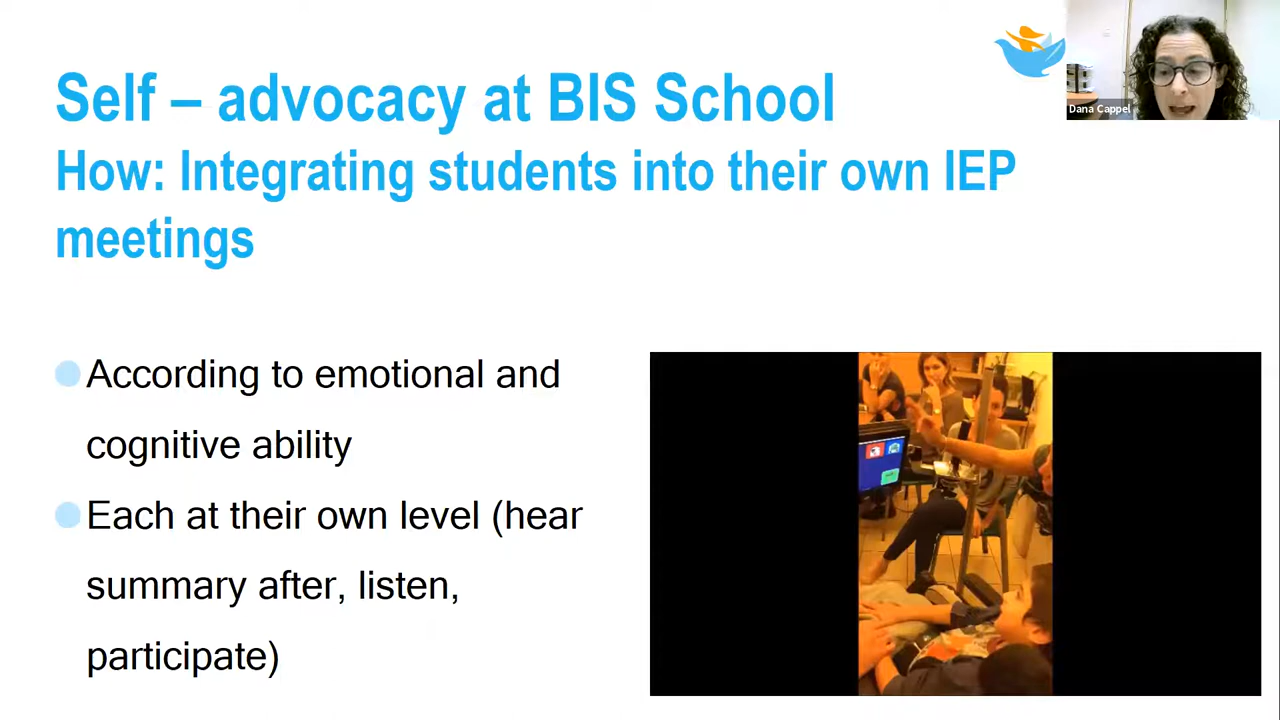 Self – advocacy at BIS School
How: Integrating students into their own IEP
meetings
According to emotional and
cognitive ability
Each at their own level (hear
summary after, listen,
participate)
Dana Cappel